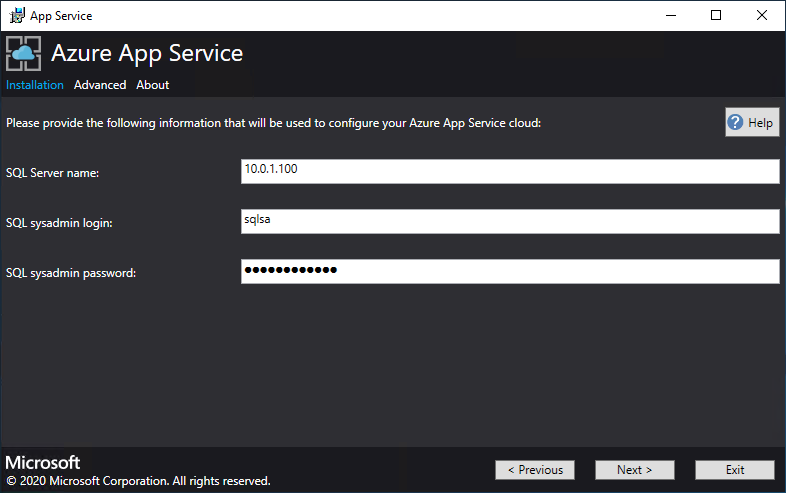 App Service
Azure App Service
Installation Advanced About
Please provide the following information that will be used to configure your Azure App Service cloud:
? Help
SQL Server name: 10.0.1.100
SQL sysadmin login: sqlsa
SQL sysadmin password: ●●●●●●●●●●●●
Microsoft
© 2020 Microsoft Corporation. All rights reserved.
< Previous Next > Exit